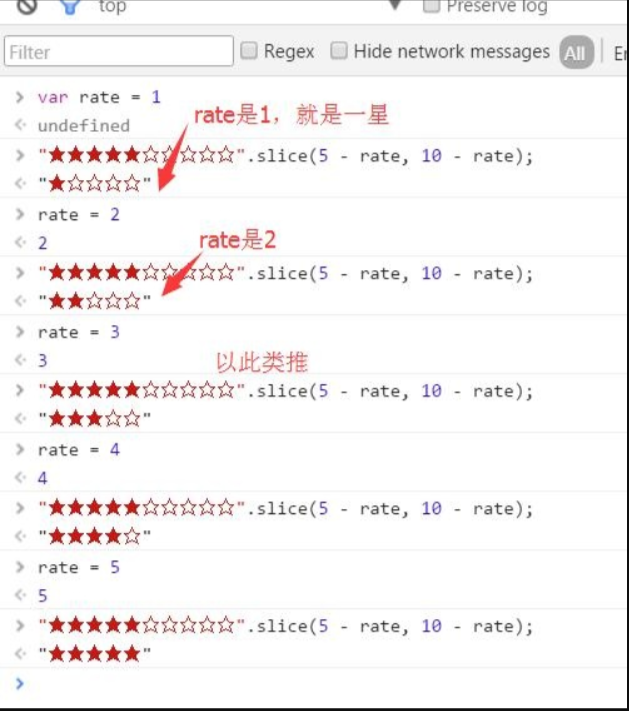 top
Preserve log
Filter
Regex
Hide network messages
All
> var rate = 1
rate是1，就是一星
undefined
> "★★★★★☆☆☆☆☆".slice(5 - rate, 10 - rate);
"★☆☆☆☆"
> rate = 2
2
rate是2
> "★★★★★☆☆☆☆☆".slice(5 - rate, 10 - rate);
"★★☆☆☆"
> rate = 3
3
以此类推
> "★★★★★☆☆☆☆☆".slice(5 - rate, 10 - rate);
"★★★☆☆"
> rate = 4
4
> "★★★★★☆☆☆☆☆".slice(5 - rate, 10 - rate);
"★★★★☆"
> rate = 5
5
> "★★★★★☆☆☆☆☆".slice(5 - rate, 10 - rate);
"★★★★★"
>